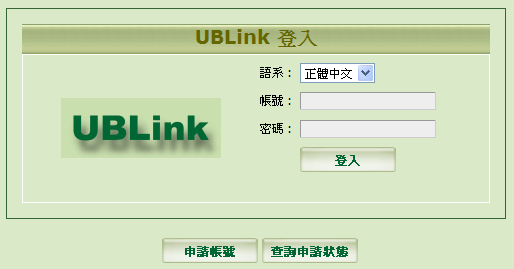 UBLink 登入
語系： 正體中文
UBLink
帳號：
密碼：
登入
申請帳號 查詢申請狀態